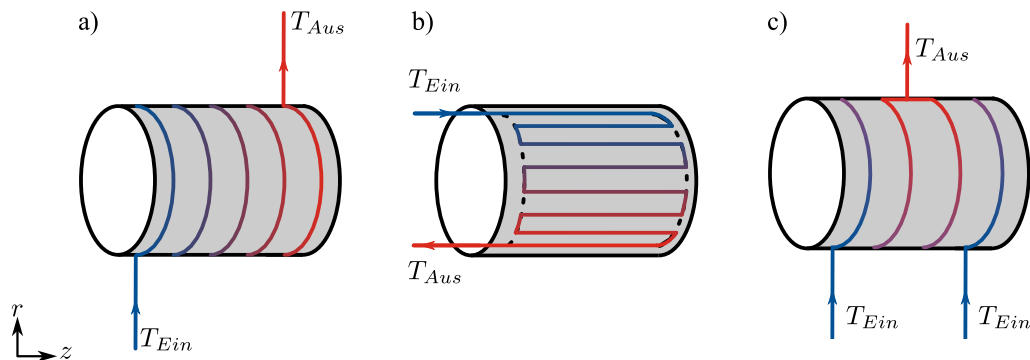 a)
T_Aus
T_Ein
r
z
b)
T_Ein
T_Aus
c)
T_Aus
T_Ein
T_Ein